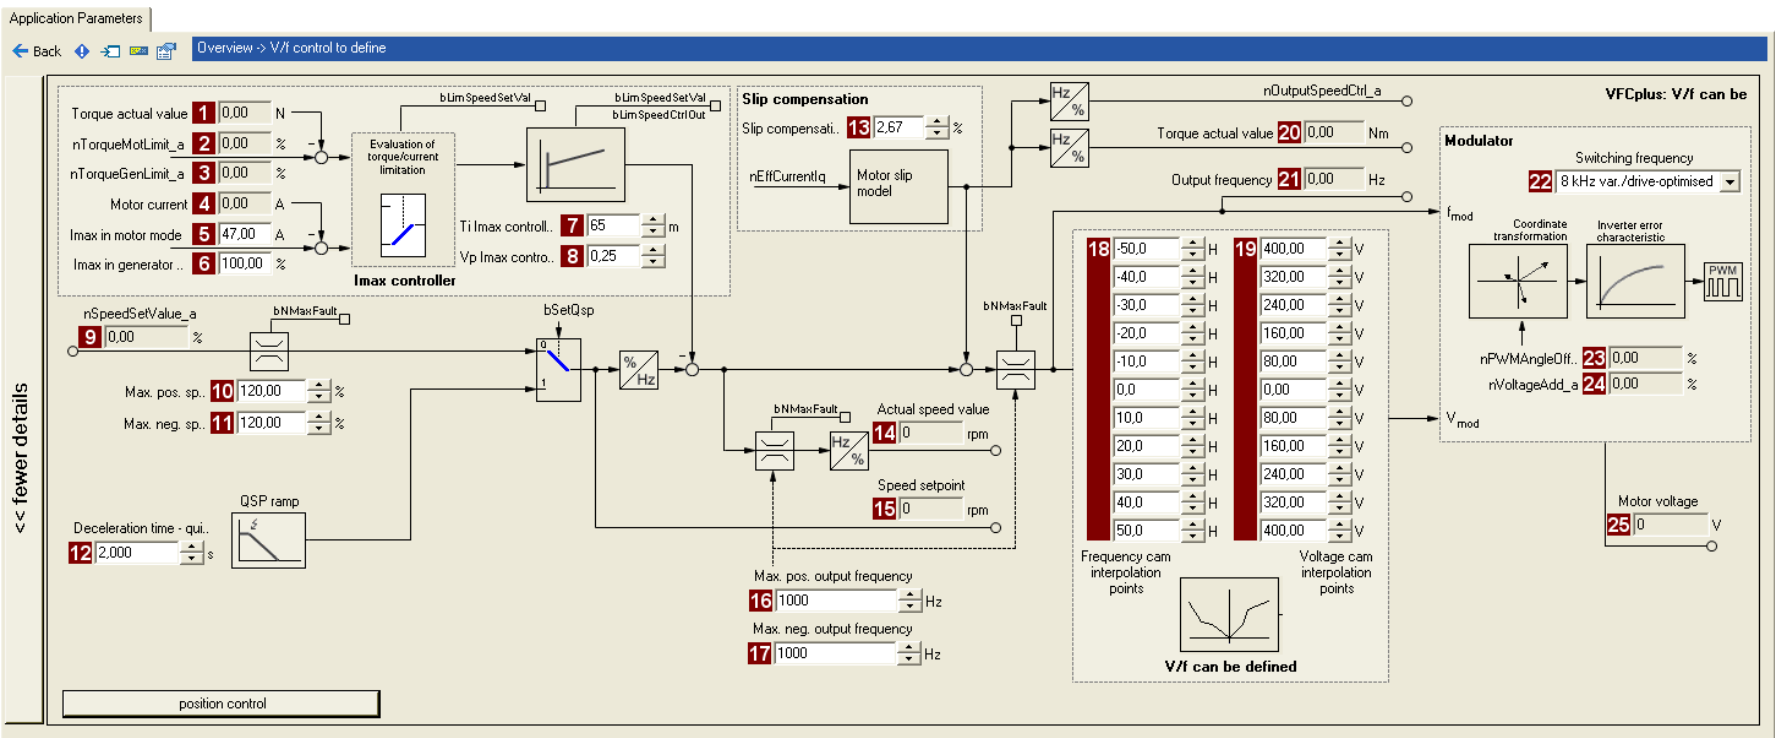 Application Parameters
Back
Overview -> V/f control to define
<< fewer details
Torque actual value 1 0,00 N
nTorqueMotLimit_a 2 0,00 %
nTorqueGenLimit_a 3 0,00 %
Motor current 4 0,00 A
Imax in motor mode 5 47,00 A
Imax in generator .. 6 100,00 %
bLimSpeedSetVal
Evaluation of
torque/current
limitation
bLimSpeedSetVal
bLimSpeedCtrlOut
Ti Imax controll.. 7 65 m
Vp Imax contro.. 8 0,25
Imax controller
Slip compensation
Slip compensati.. 13 2,67 %
nEffCurrentIq
Motor slip
model
Hz
%
nOutputSpeedCtrl_a
Hz
%
Torque actual value 20 0,00 Nm
Output frequency 21 0,00 Hz
VFCplus: V/f can be
Modulator
Switching frequency
22 8 kHz var./drive-optimised
fmod
Coordinate
transformation
Inverter error
characteristic
PWM
nPWMAngleOff.. 23 0,00 %
nVoltageAdd_a 24 0,00 %
Vmod
Motor voltage
25 0 V
nSpeedSetValue_a
9 0,00 %
bNMaxFault
Max. pos. sp.. 10 120,00 %
Max. neg. sp.. 11 120,00 %
bSetQsp
0
1
%
Hz
QSP ramp
Deceleration time - qui..
12 2,000 s
bNMaxFault
bNMaxFault
Hz
%
Actual speed value
14 0 rpm
Speed setpoint
15 0 rpm
Max. pos. output frequency
16 1000 Hz
Max. neg. output frequency
17 1000 Hz
18 -50,0 H 19 400,00 V
-40,0 H 320,00 V
-30,0 H 240,00 V
-20,0 H 160,00 V
-10,0 H 80,00 V
0,0 H 0,00 V
10,0 H 80,00 V
20,0 H 160,00 V
30,0 H 240,00 V
40,0 H 320,00 V
50,0 H 400,00 V
Frequency cam
interpolation
points
Voltage cam
interpolation
points
V/f can be defined
position control